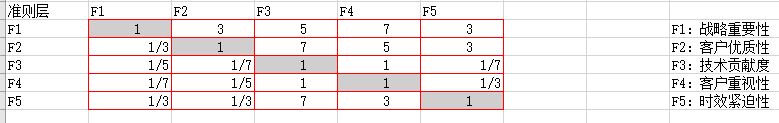 准则层 F1 F2 F3 F4 F5
F1 1 3 5 7 3 F1：战略重要性
F2 1/3 1 7 5 3 F2：客户优质性
F3 1/5 1/7 1 1 1/7 F3：技术贡献度
F4 1/7 1/5 1 1 1/3 F4：客户重视性
F5 1/3 1/3 7 3 1 F5：时效紧迫性